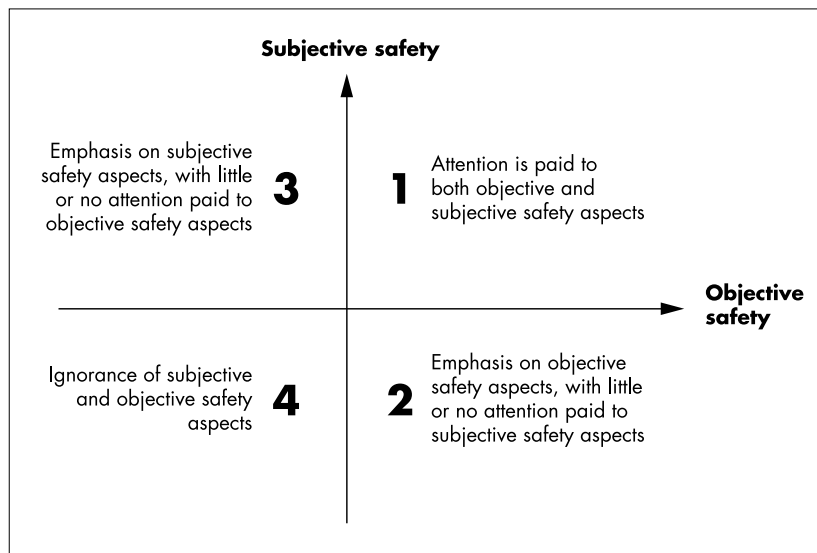 Subjective safety
Emphasis on subjective
safety aspects, with little
or no attention paid to
objective safety aspects
3
1
Attention is paid to
both objective and
subjective safety aspects
Objective
safety
Ignorance of subjective
and objective safety
aspects
4
2
Emphasis on objective
safety aspects, with little
or no attention paid to
subjective safety aspects